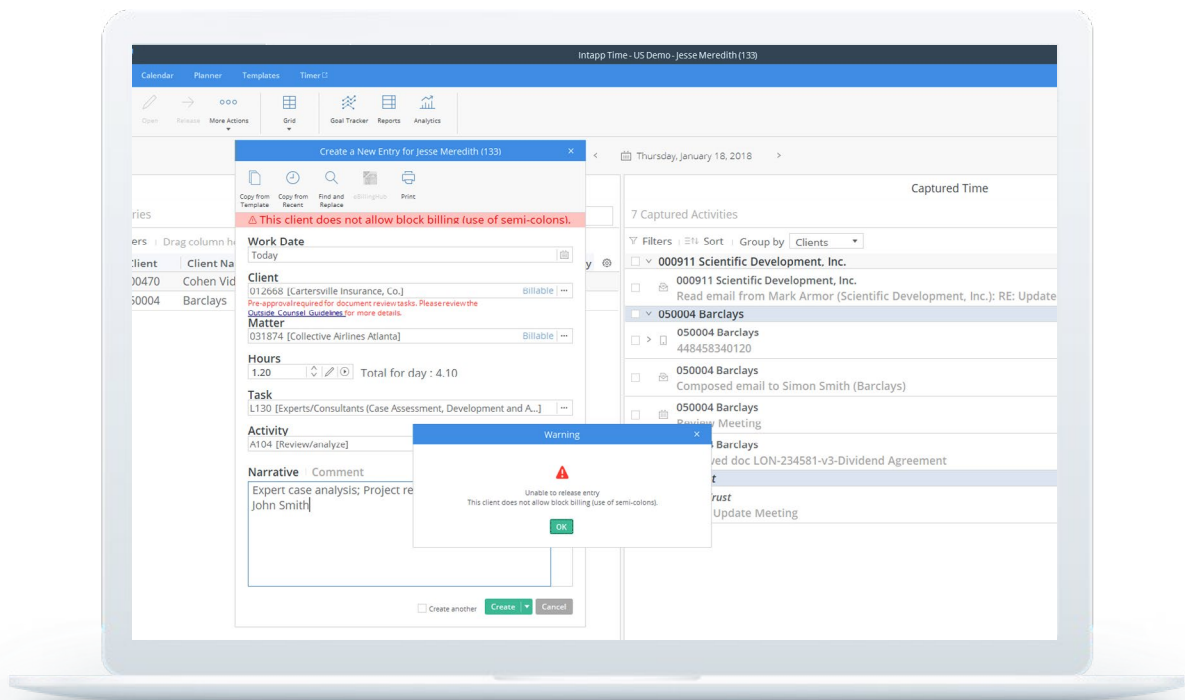 Intapp Time - US Demo - Jesse Meredith (133)
Calendar Planner Templates Timer
Open Release More Actions Grid Goal Tracker Reports Analytics
Create a New Entry for Jesse Meredith (133)
Thursday, January 18, 2018
Copy from Template Copy from Recent Find and Replace eBillingHub Print
This client does not allow block billing (use of semi-colons).
Work Date
Today
Client
012668 [Cartersville Insurance, Co.] Billable
Pre-approval required for document review tasks. Please review the
Outside Counsel Guidelines for more details.
Matter
031874 [Collective Airlines Atlanta] Billable
Hours
1.20 Total for day : 4.10
Task
L130 [Experts/Consultants (Case Assessment, Development and A...]
Activity
A104 [Review/analyze]
Narrative Comment
Expert case analysis; Project re
John Smith
Create another Create Cancel
Warning
Unable to release entry
This client does not allow block billing (use of semi-colons).
OK
ries
ers Drag column h
Client Client Na
00470 Cohen Vid
50004 Barclays
y
Captured Time
7 Captured Activities
Filters Sort Group by Clients
000911 Scientific Development, Inc.
000911 Scientific Development, Inc.
Read email from Mark Armor (Scientific Development, Inc.): RE: Update
050004 Barclays
050004 Barclays
448458340120
050004 Barclays
Composed email to Simon Smith (Barclays)
050004 Barclays
Review Meeting
Barclays
ved doc LON-234581-v3-Dividend Agreement
t
rust
Update Meeting